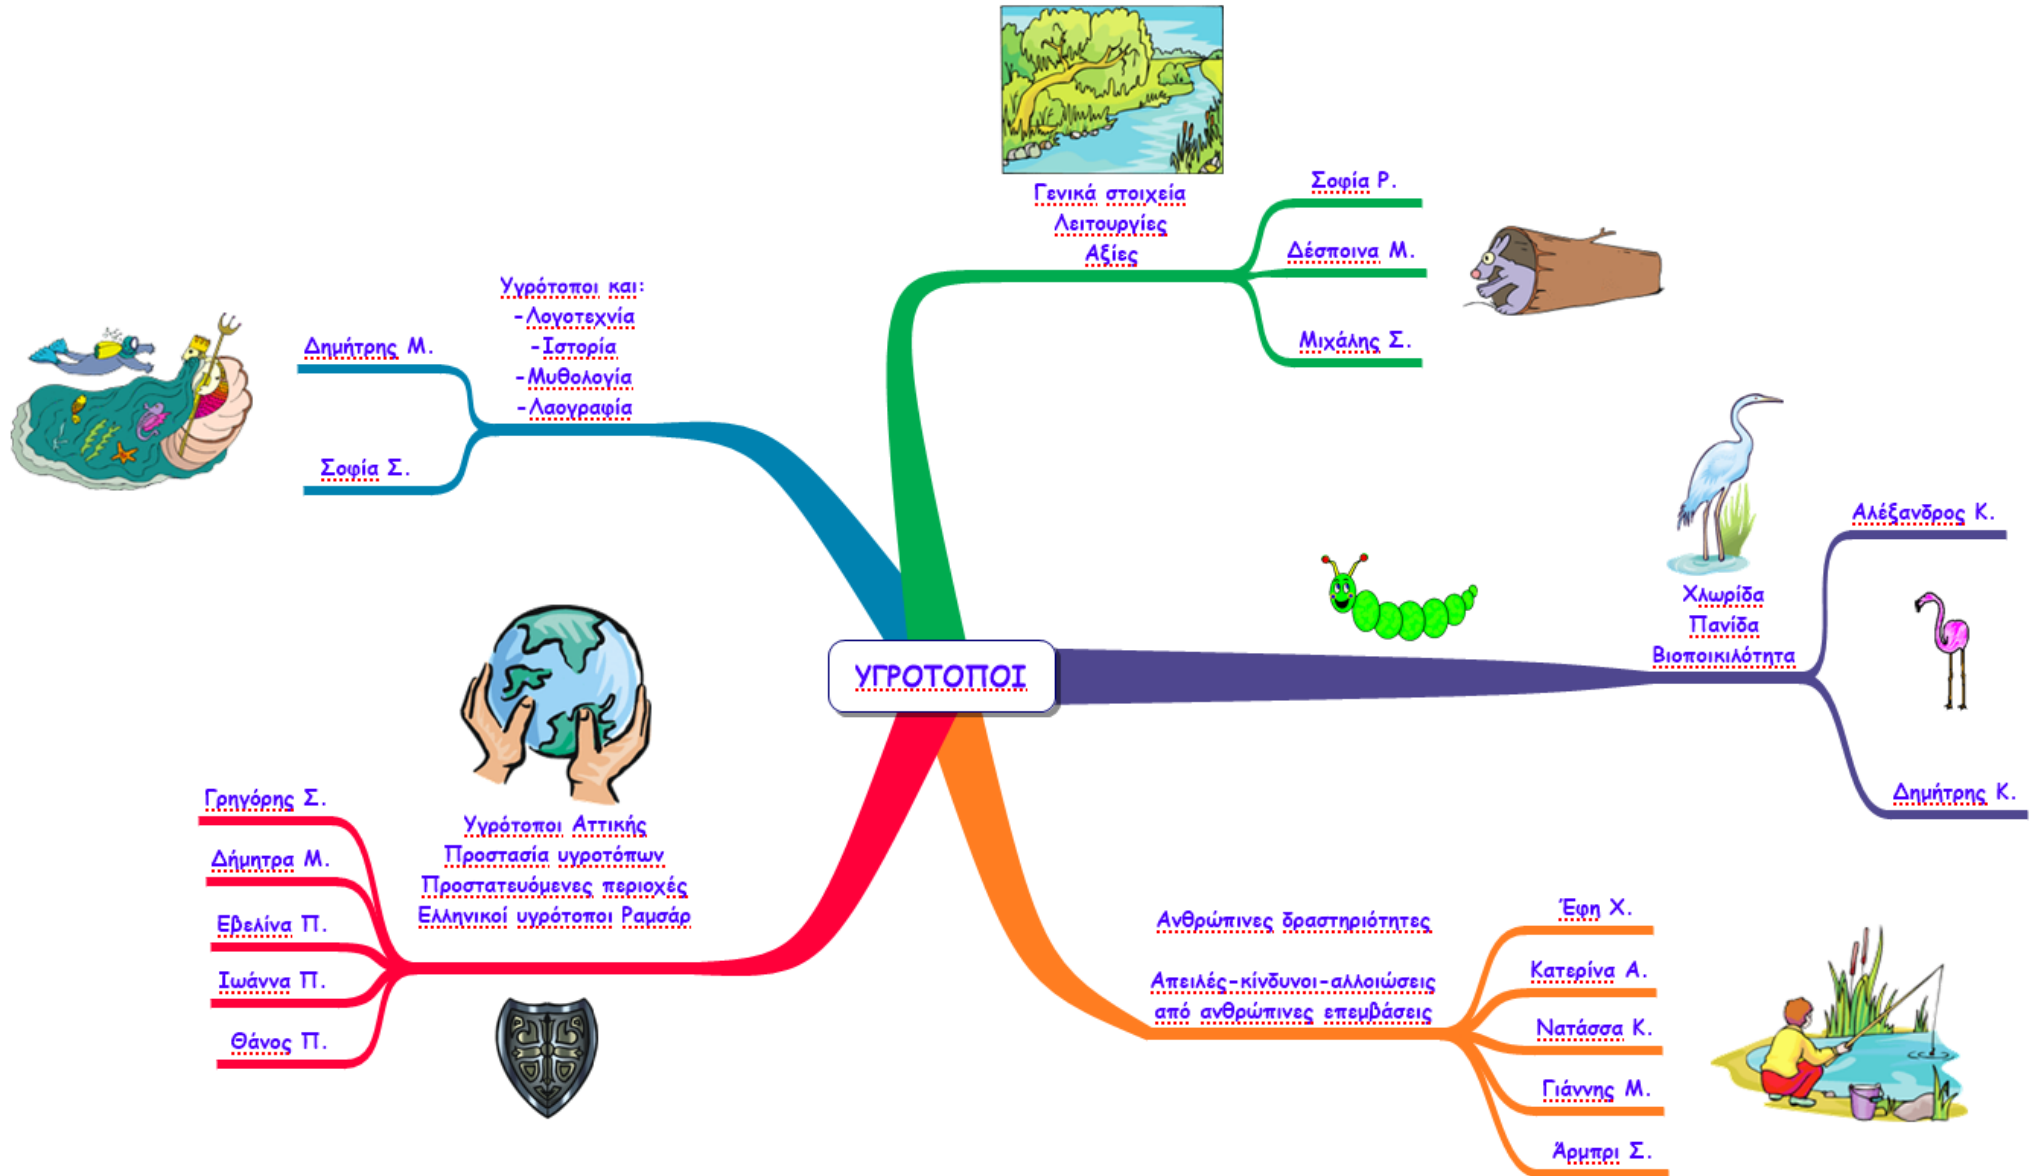 Γενικά στοιχεία
Λειτουργίες
Αξίες
Σοφία Ρ.
Δέσποινα Μ.
Μιχάλης Σ.
Υγρότοποι και:
-Λογοτεχνία
-Ιστορία
-Μυθολογία
-Λαογραφία
Δημήτρης Μ.
Σοφία Σ.
ΥΓΡΟΤΟΠΟΙ
Χλωρίδα
Πανίδα
Βιοποικιλότητα
Αλέξανδρος Κ.
Δημήτρης Κ.
Υγρότοποι Αττικής
Προστασία υγροτόπων
Προστατευόμενες περιοχές
Ελληνικοί υγρότοποι Ραμσάρ
Γρηγόρης Σ.
Δήμητρα Μ.
Εβελίνα Π.
Ιωάννα Π.
Θάνος Π.
Ανθρώπινες δραστηριότητες
Απειλές-κίνδυνοι-αλλοιώσεις
από ανθρώπινες επεμβάσεις
Έφη Χ.
Κατερίνα Α.
Νατάσσα Κ.
Γιάννης Μ.
Άρμπρι Σ.